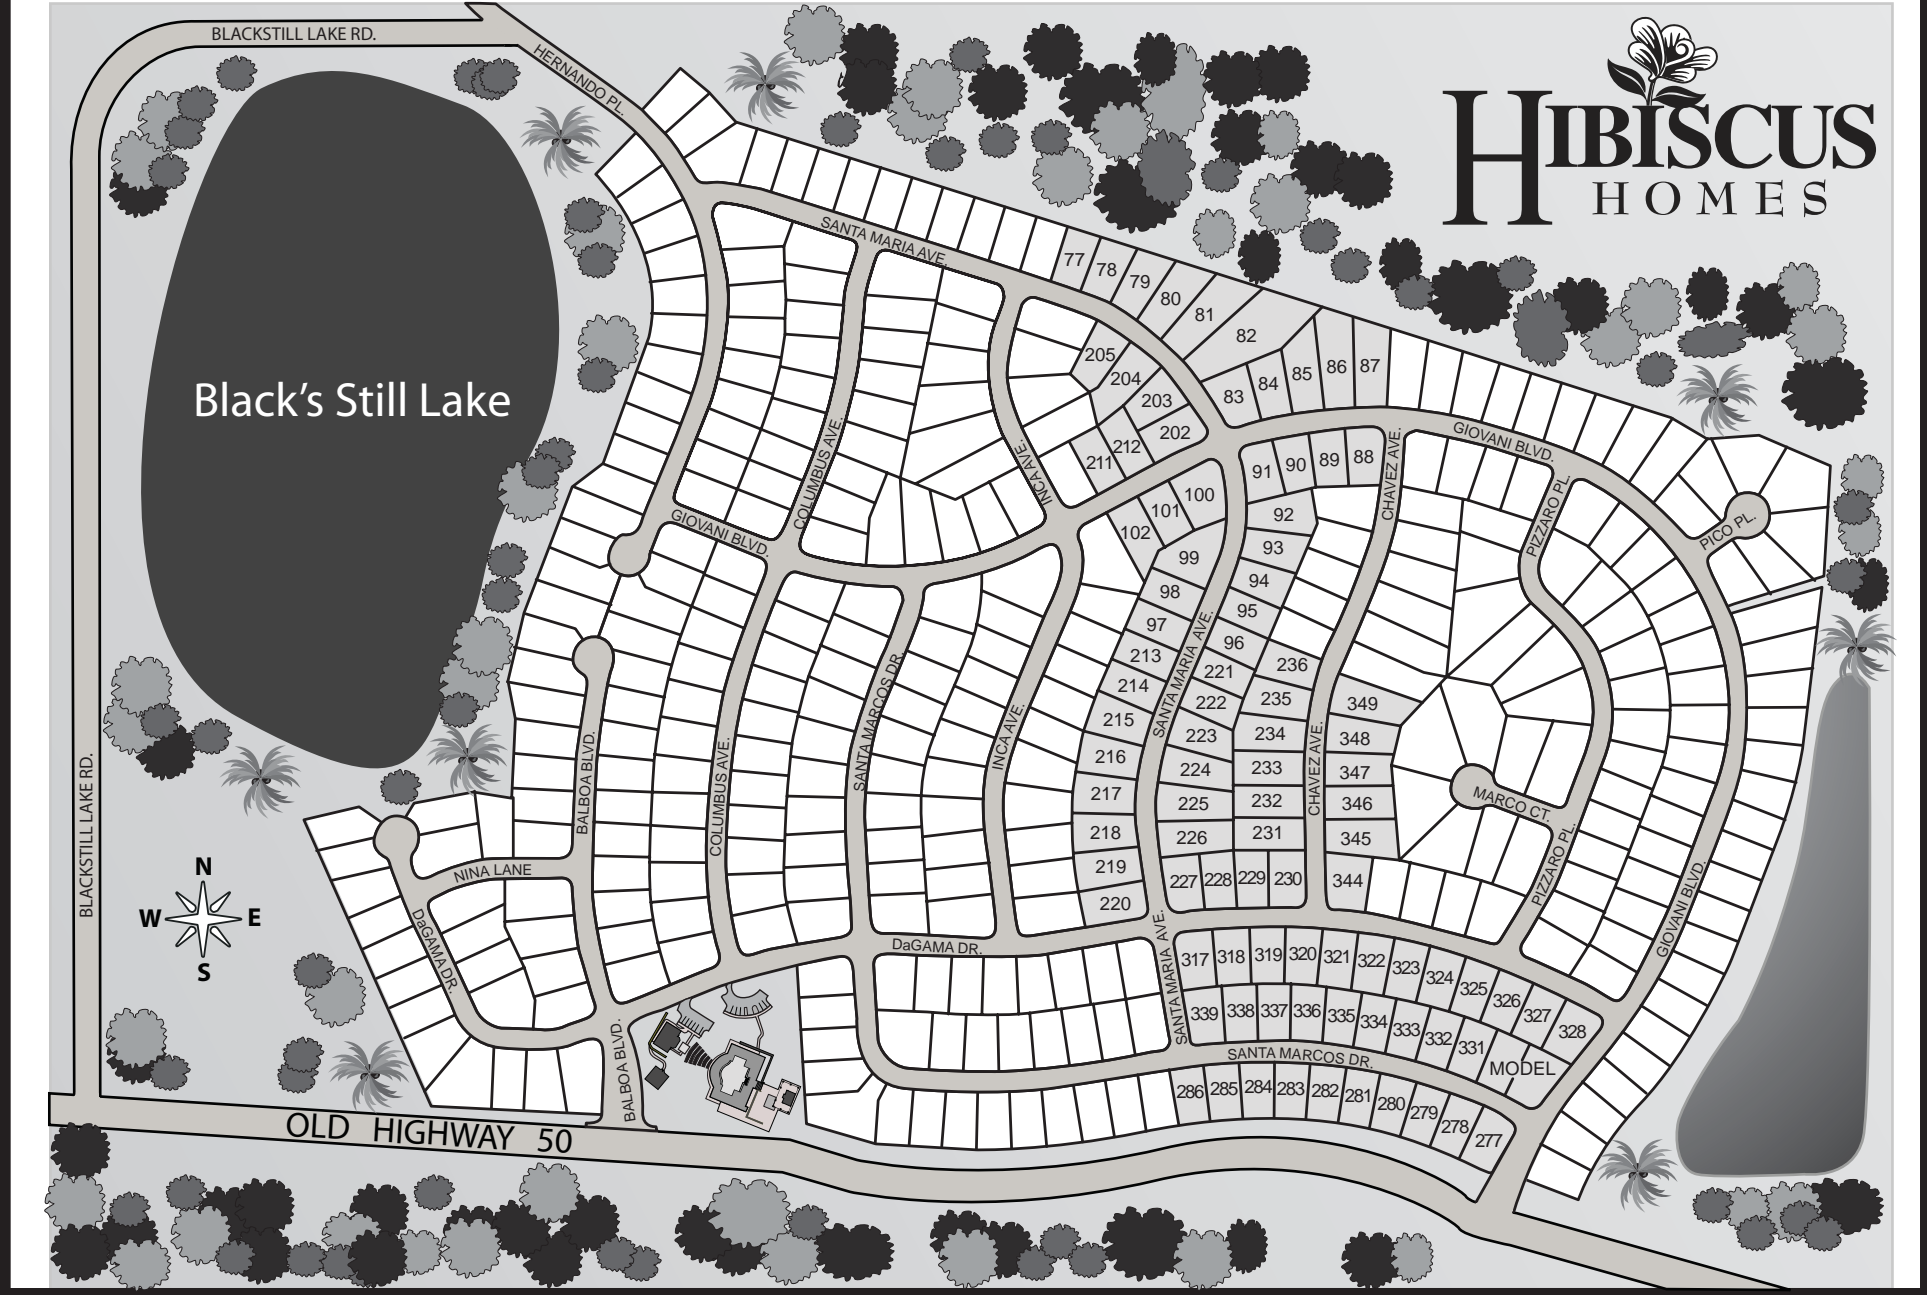 BLACKSTILL LAKE RD.
HERNANDO PL.
HIBISCUS
HOMES
SANTA MARIA AVE.
77
78
79
80
81
82
83
84
85
86
87
205
204
203
202
212
211
Black's Still Lake
COLUMBUS AVE.
INCA AVE.
GIOVANI BLVD.
CHAVEZ AVE.
GIOVANI BLVD.
PIZZARO PL.
PICO PL.
91
90
89
88
100
101
102
92
99
93
98
94
97
95
96
213
214
215
216
217
218
219
220
221
222
223
224
225
226
227
228
229
230
236
235
234
233
232
231
349
348
347
346
345
344
SANTA MARIA AVE.
SANTA MARCOS DR.
INCA AVE.
CHAVEZ AVE.
BALBOA BLVD.
COLUMBUS AVE.
MARCO CT.
PIZZARO PL.
GIOVANI BLVD.
BLACKSTILL LAKE RD.
N
W
E
S
NINA LANE
DaGAMA DR.
DaGAMA DR.
SANTA MARIA AVE.
317
318
319
320
321
322
323
324
325
326
327
328
SANTA MARIA AVE.
339
338
337
336
335
334
333
332
331
MODEL
SANTA MARCOS DR.
286
285
284
283
282
281
280
279
278
277
BALBOA BLVD.
OLD HIGHWAY 50